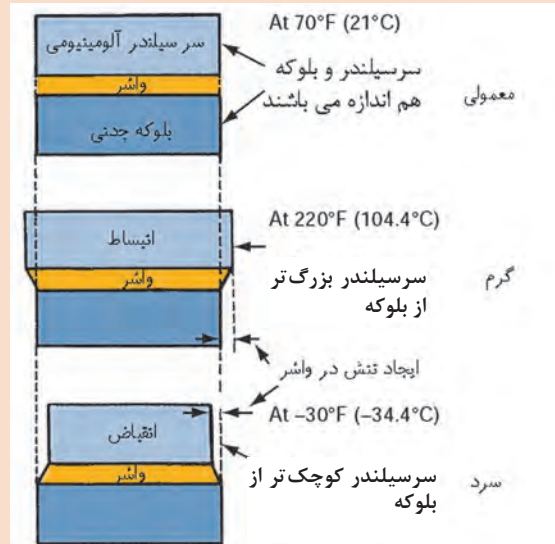 At 70°F (21°C)
سر سیلندر آلومینیومی
سرسیلندر و بلوکه
هم اندازه می باشند
معمولی
واشر
بلوکه چدنی
At 220°F (104.4°C)
انبساط
واشر
سرسیلندر بزرگ‌تر
از بلوکه
گرم
ایجاد تنش در واشر
At –30°F (–34.4°C)
انقباض
واشر
سرسیلندر کوچک‌تر از
بلوکه
سرد